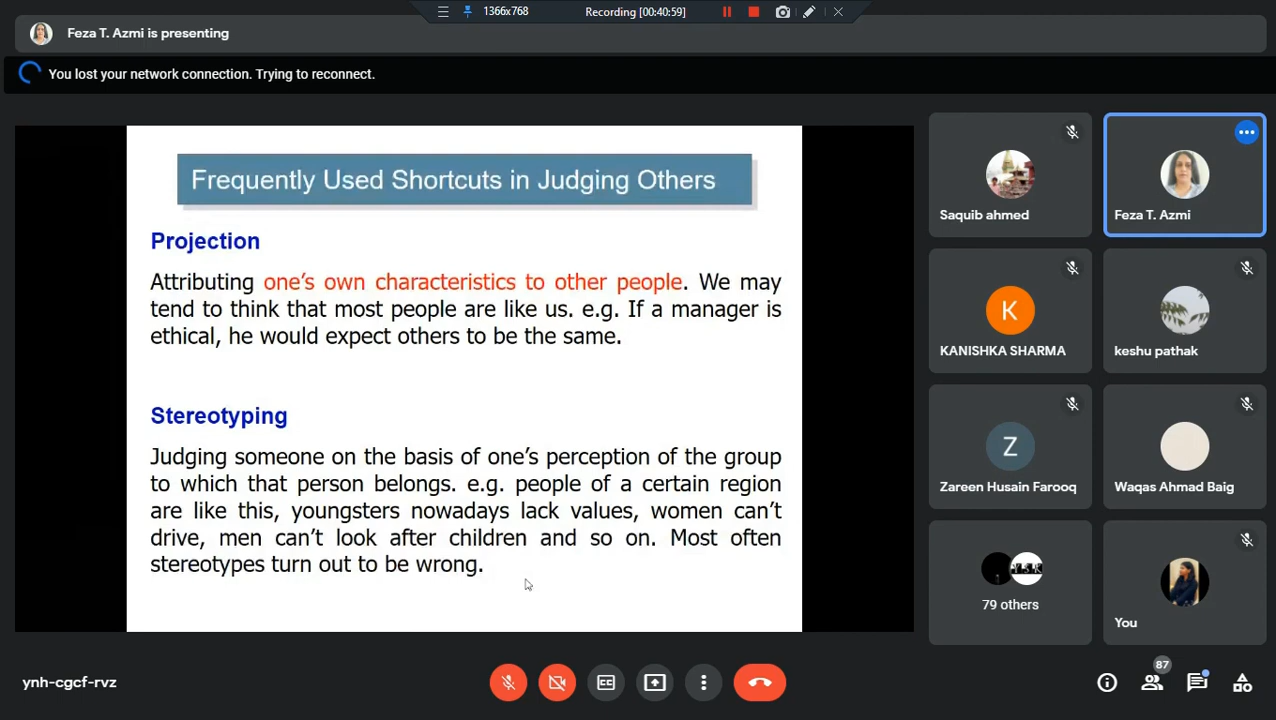 1366x768
Recording [00:40:59]
Feza T. Azmi is presenting
You lost your network connection. Trying to reconnect.
Frequently Used Shortcuts in Judging Others
Projection
Attributing one's own characteristics to other people. We may
tend to think that most people are like us. e.g. If a manager is
ethical, he would expect others to be the same.
Stereotyping
Judging someone on the basis of one's perception of the group
to which that person belongs. e.g. people of a certain region
are like this, youngsters nowadays lack values, women can't
drive, men can't look after children and so on. Most often
stereotypes turn out to be wrong.
Saquib ahmed
Feza T. Azmi
K
KANISHKA SHARMA
keshu pathak
Z
Zareen Husain Farooq
Waqas Ahmad Baig
79 others
You
ynh-cgcf-rvz
CC
87